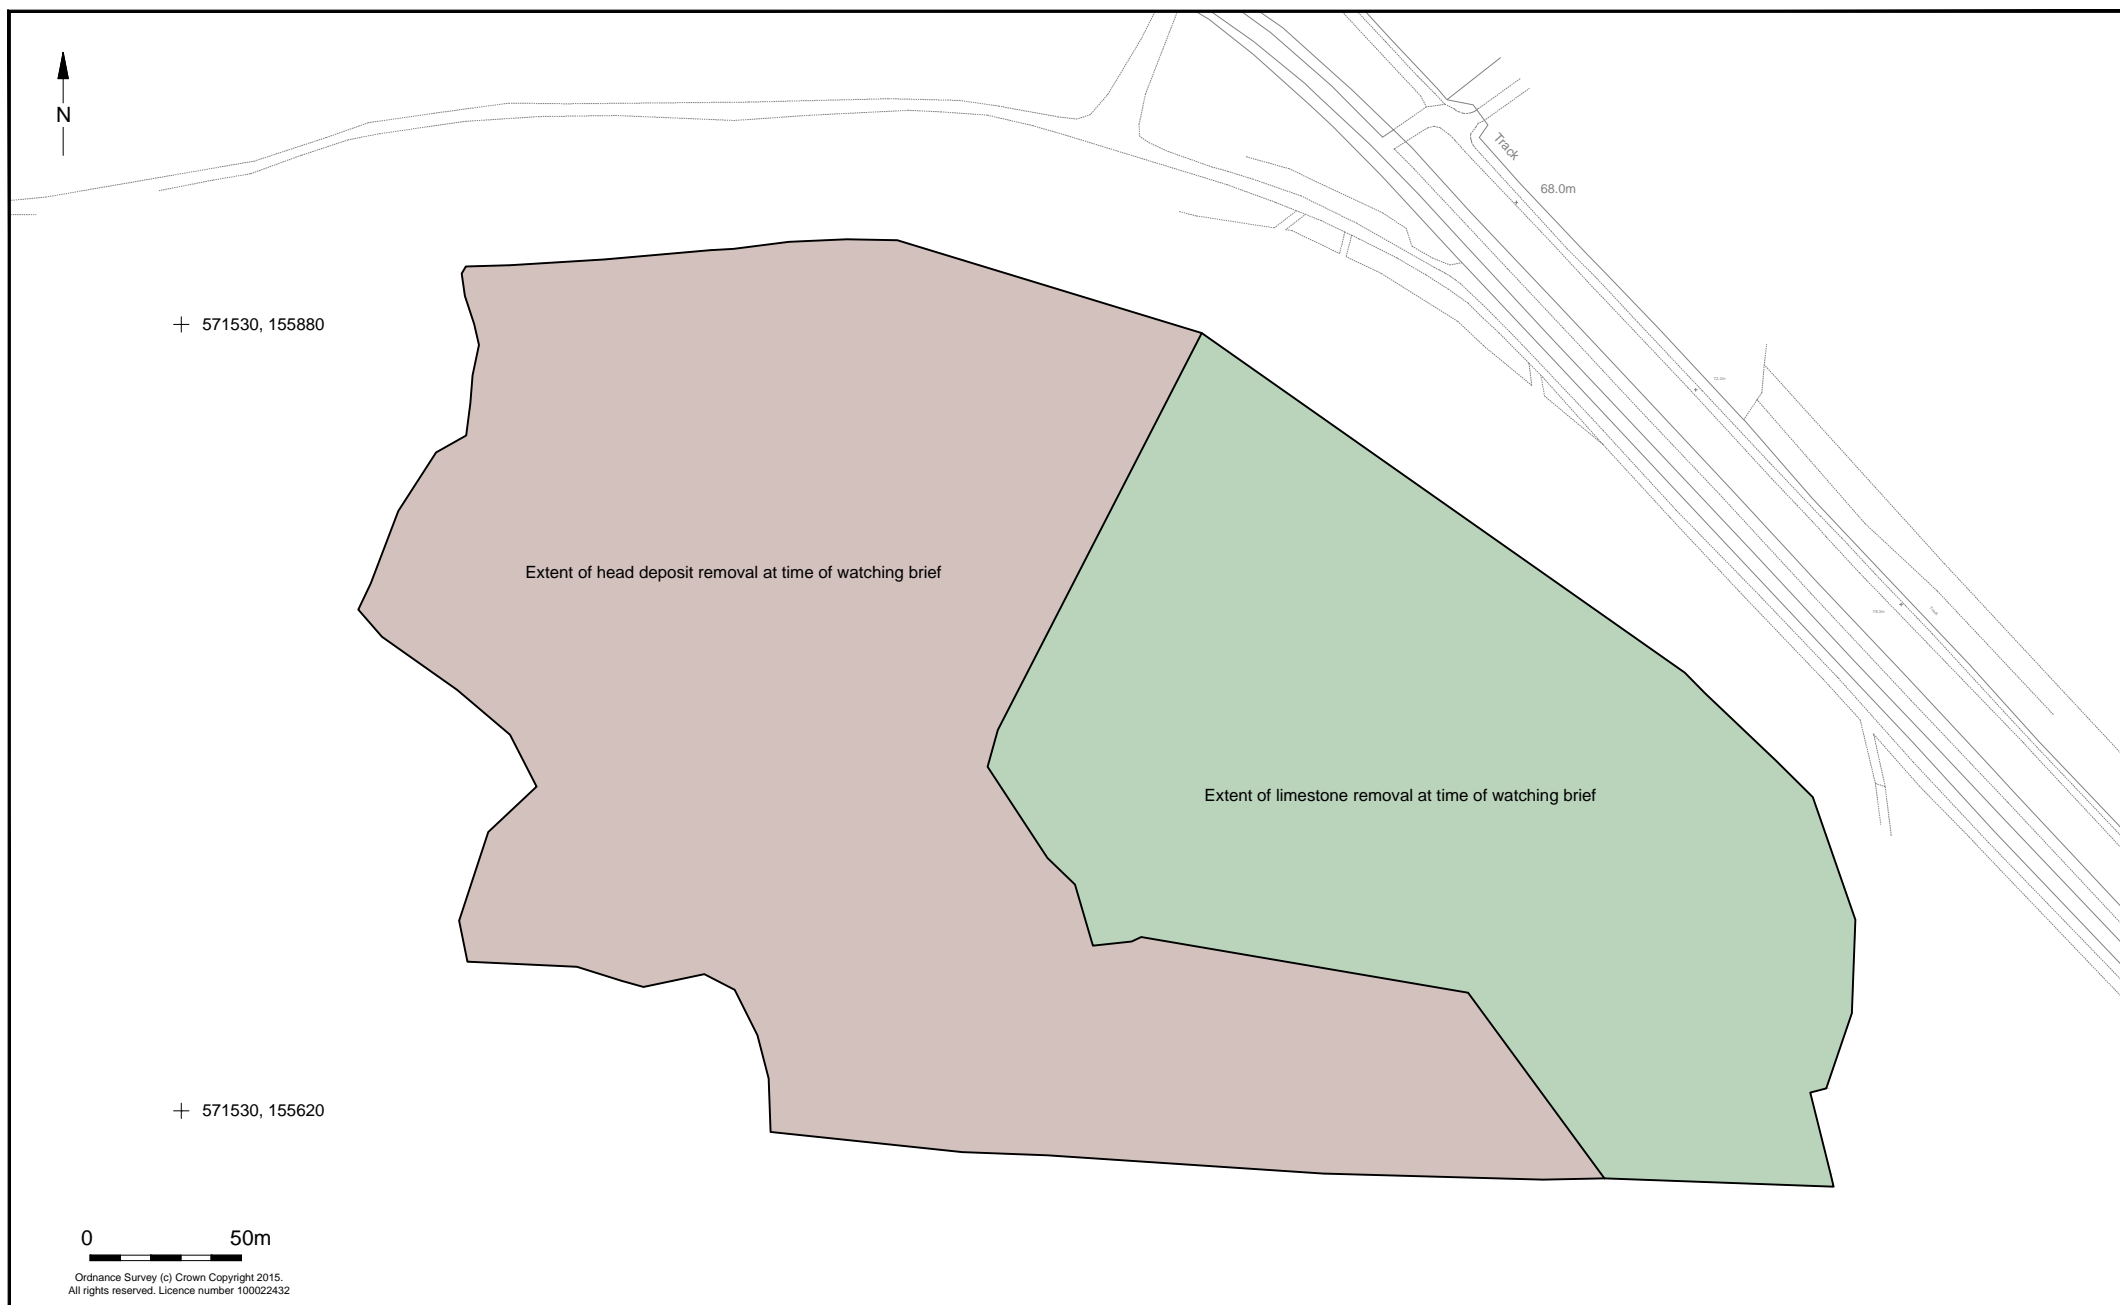 N
Track
68.0m
571530, 155880
Extent of head deposit removal at time of watching brief
Extent of limestone removal at time of watching brief
571530, 155620
0 50m
Ordnance Survey (c) Crown Copyright 2015.
All rights reserved. Licence number 100022432